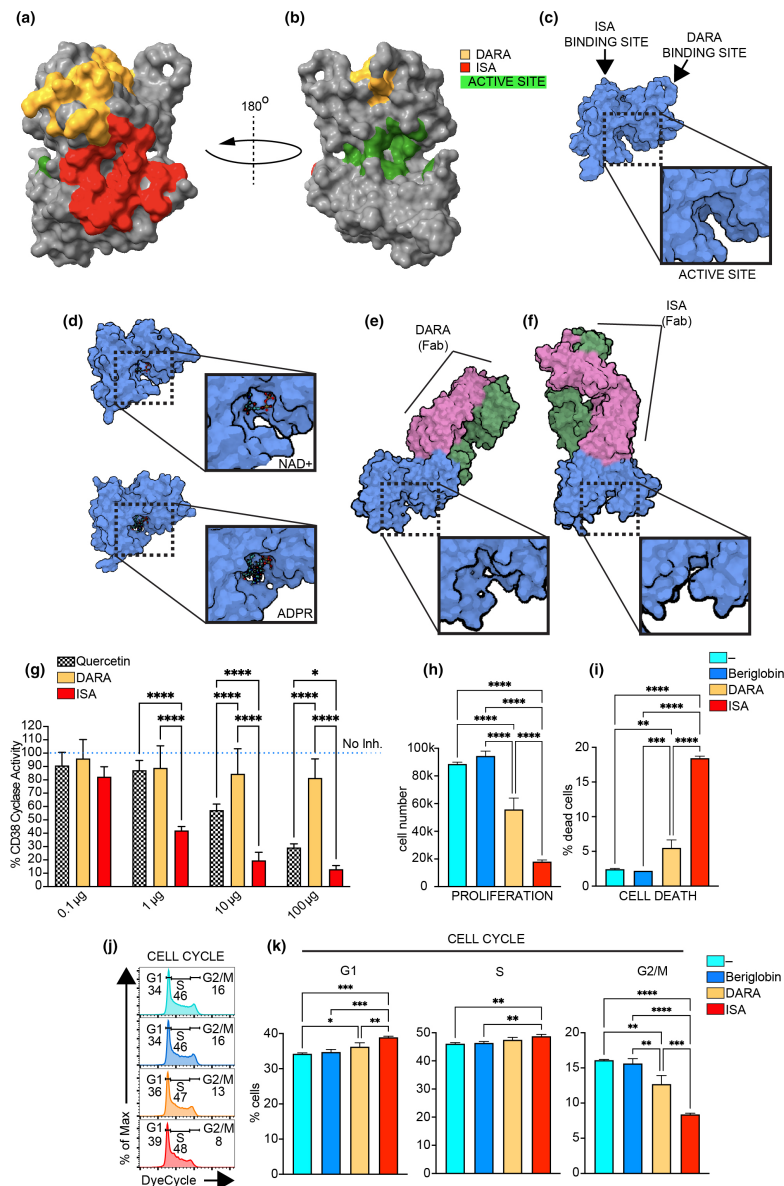 (a)
(b)
DARA
ISA
ACTIVE SITE
180°
(c)
ISA
BINDING SITE
DARA
BINDING SITE
ACTIVE SITE
(d)
NAD+
ADPR
(e)
DARA
(Fab)
(f)
ISA
(Fab)
(g)
Quercetin
DARA
ISA
****
****
****
****
****
*
****
****
No Inh.
% CD38 Cyclase Activity
120
110
100
90
80
70
60
50
40
30
20
10
0
0.1 µg
1 µg
10 µg
100 µg
(h)
****
****
****
**** ****
cell number
100k
80k
60k
40k
20k
0
PROLIFERATION
(i)
–
Beriglobin
DARA
ISA
****
****
**
*** ****
% dead cells
20
15
10
5
0
CELL DEATH
(j)
CELL CYCLE
% of Max
G1 S G2/M
34 46 16
G1 S G2/M
34 46 16
G1 S G2/M
36 47 13
G1 S G2/M
39 48 8
DyeCycle
(k)
CELL CYCLE
G1
***
***
*
**
% cells
40
30
20
10
0
S
**
**
60
50
40
30
20
10
0
G2/M
****
****
**
** ***
20
15
10
5
0
–
Beriglobin
DARA
ISA